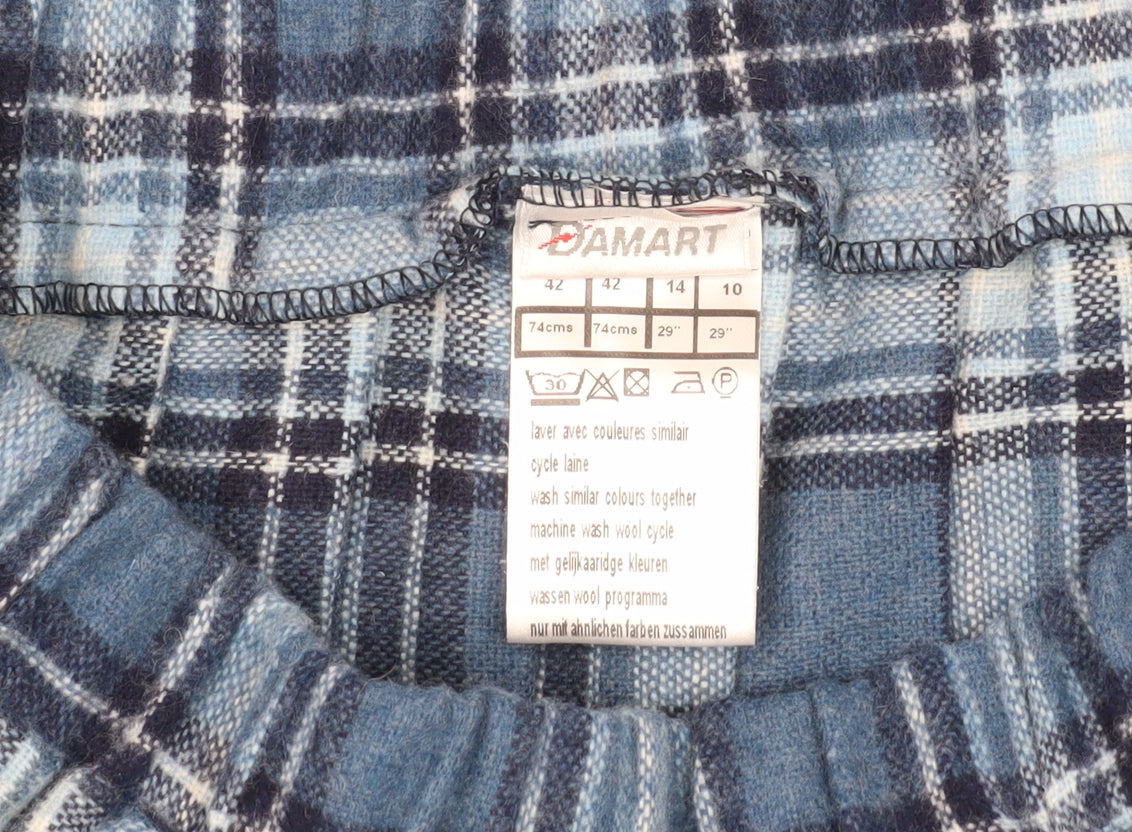 DAMART
42 42 14 10
74cms 74cms 29" 29"
30 P
laver avec couleures similair
cycle laine
wash similar colours together
machine wash wool cycle
met gelijkaaridge kleuren
wassen wool programma
nur mit ahnlichen farben zussammen